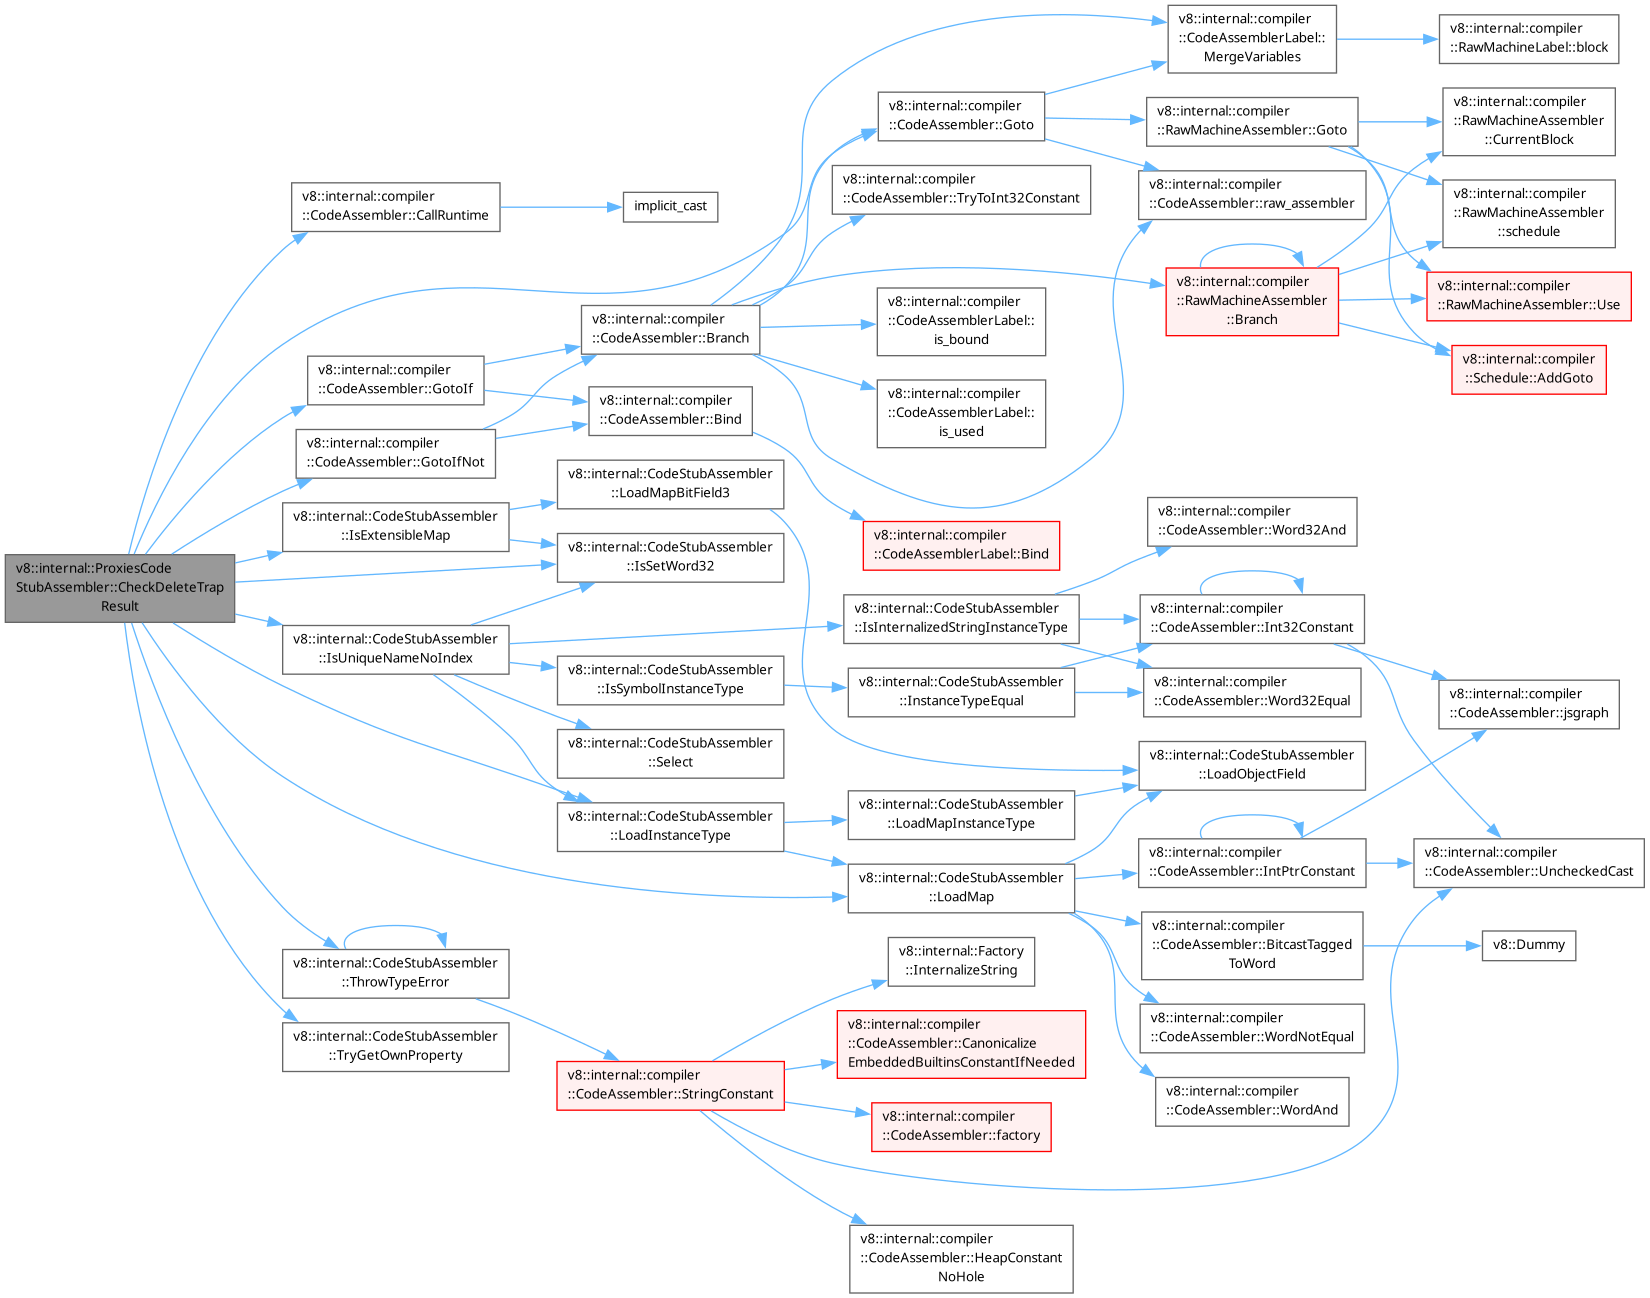 v8::internal::ProxiesCode
StubAssembler::CheckDeleteTrap
Result
v8::internal::compiler
::CodeAssembler::CallRuntime
implicit_cast
v8::internal::compiler
::CodeAssembler::GotoIf
v8::internal::compiler
::CodeAssembler::GotoIfNot
v8::internal::CodeStubAssembler
::IsExtensibleMap
v8::internal::CodeStubAssembler
::IsUniqueNameNoIndex
v8::internal::CodeStubAssembler
::ThrowTypeError
v8::internal::CodeStubAssembler
::TryGetOwnProperty
v8::internal::compiler
::CodeAssembler::Branch
v8::internal::compiler
::CodeAssembler::Bind
v8::internal::CodeStubAssembler
::LoadMapBitField3
v8::internal::CodeStubAssembler
::IsSetWord32
v8::internal::CodeStubAssembler
::IsSymbolInstanceType
v8::internal::CodeStubAssembler
::Select
v8::internal::CodeStubAssembler
::LoadInstanceType
v8::internal::compiler
::CodeAssembler::StringConstant
v8::internal::compiler
::CodeAssembler::Goto
v8::internal::compiler
::CodeAssembler::TryToInt32Constant
v8::internal::compiler
::CodeAssemblerLabel::
is_bound
v8::internal::compiler
::CodeAssemblerLabel::
is_used
v8::internal::compiler
::CodeAssemblerLabel::Bind
v8::internal::CodeStubAssembler
::IsInternalizedStringInstanceType
v8::internal::CodeStubAssembler
::InstanceTypeEqual
v8::internal::CodeStubAssembler
::LoadMapInstanceType
v8::internal::CodeStubAssembler
::LoadMap
v8::internal::Factory
::InternalizeString
v8::internal::compiler
::CodeAssembler::Canonicalize
EmbeddedBuiltinsConstantIfNeeded
v8::internal::compiler
::CodeAssembler::factory
v8::internal::compiler
::CodeAssembler::HeapConstant
NoHole
v8::internal::compiler
::CodeAssemblerLabel::
MergeVariables
v8::internal::compiler
::RawMachineAssembler::Goto
v8::internal::compiler
::CodeAssembler::raw_assembler
v8::internal::compiler
::RawMachineAssembler
::Branch
v8::internal::compiler
::CodeAssembler::Word32And
v8::internal::compiler
::CodeAssembler::Int32Constant
v8::internal::compiler
::CodeAssembler::Word32Equal
v8::internal::CodeStubAssembler
::LoadObjectField
v8::internal::compiler
::CodeAssembler::IntPtrConstant
v8::internal::compiler
::CodeAssembler::BitcastTagged
ToWord
v8::internal::compiler
::CodeAssembler::WordNotEqual
v8::internal::compiler
::CodeAssembler::WordAnd
v8::internal::compiler
::RawMachineLabel::block
v8::internal::compiler
::RawMachineAssembler
::CurrentBlock
v8::internal::compiler
::RawMachineAssembler
::schedule
v8::internal::compiler
::RawMachineAssembler::Use
v8::internal::compiler
::Schedule::AddGoto
v8::internal::compiler
::CodeAssembler::jsgraph
v8::internal::compiler
::CodeAssembler::UncheckedCast
v8::Dummy